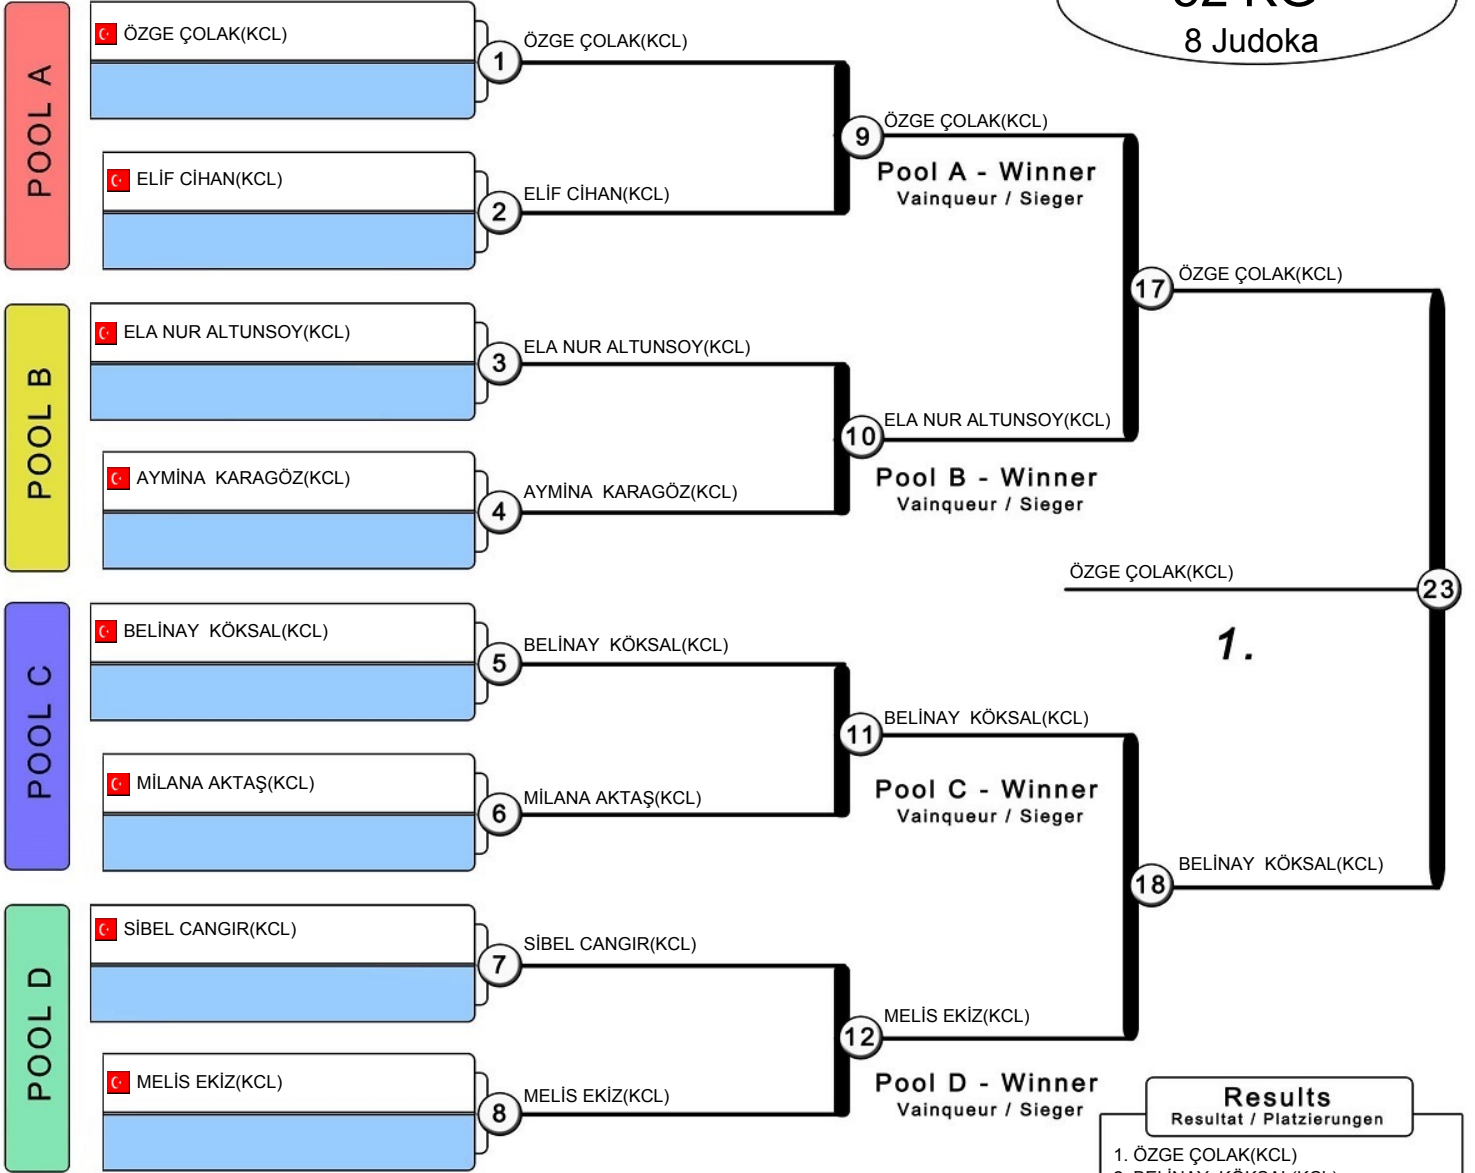 KG
8 Judoka
POOL A
ÖZGE ÇOLAK(KCL)
1
ÖZGE ÇOLAK(KCL)
ELİF CİHAN(KCL)
2
ELİF CİHAN(KCL)
9
ÖZGE ÇOLAK(KCL)
Pool A - Winner
Vainqueur / Sieger
POOL B
ELA NUR ALTUNSOY(KCL)
3
ELA NUR ALTUNSOY(KCL)
AYMİNA  KARAGÖZ(KCL)
4
AYMİNA  KARAGÖZ(KCL)
10
ELA NUR ALTUNSOY(KCL)
Pool B - Winner
Vainqueur / Sieger
17
ÖZGE ÇOLAK(KCL)
POOL C
BELİNAY  KÖKSAL(KCL)
5
BELİNAY  KÖKSAL(KCL)
MİLANA AKTAŞ(KCL)
6
MİLANA AKTAŞ(KCL)
11
BELİNAY  KÖKSAL(KCL)
Pool C - Winner
Vainqueur / Sieger
POOL D
SİBEL CANGIR(KCL)
7
SİBEL CANGIR(KCL)
MELİS EKİZ(KCL)
8
MELİS EKİZ(KCL)
12
MELİS EKİZ(KCL)
Pool D - Winner
Vainqueur / Sieger
18
BELİNAY  KÖKSAL(KCL)
ÖZGE ÇOLAK(KCL)
23
1.
Results
Resultat / Platzierungen
1. ÖZGE ÇOLAK(KCL)